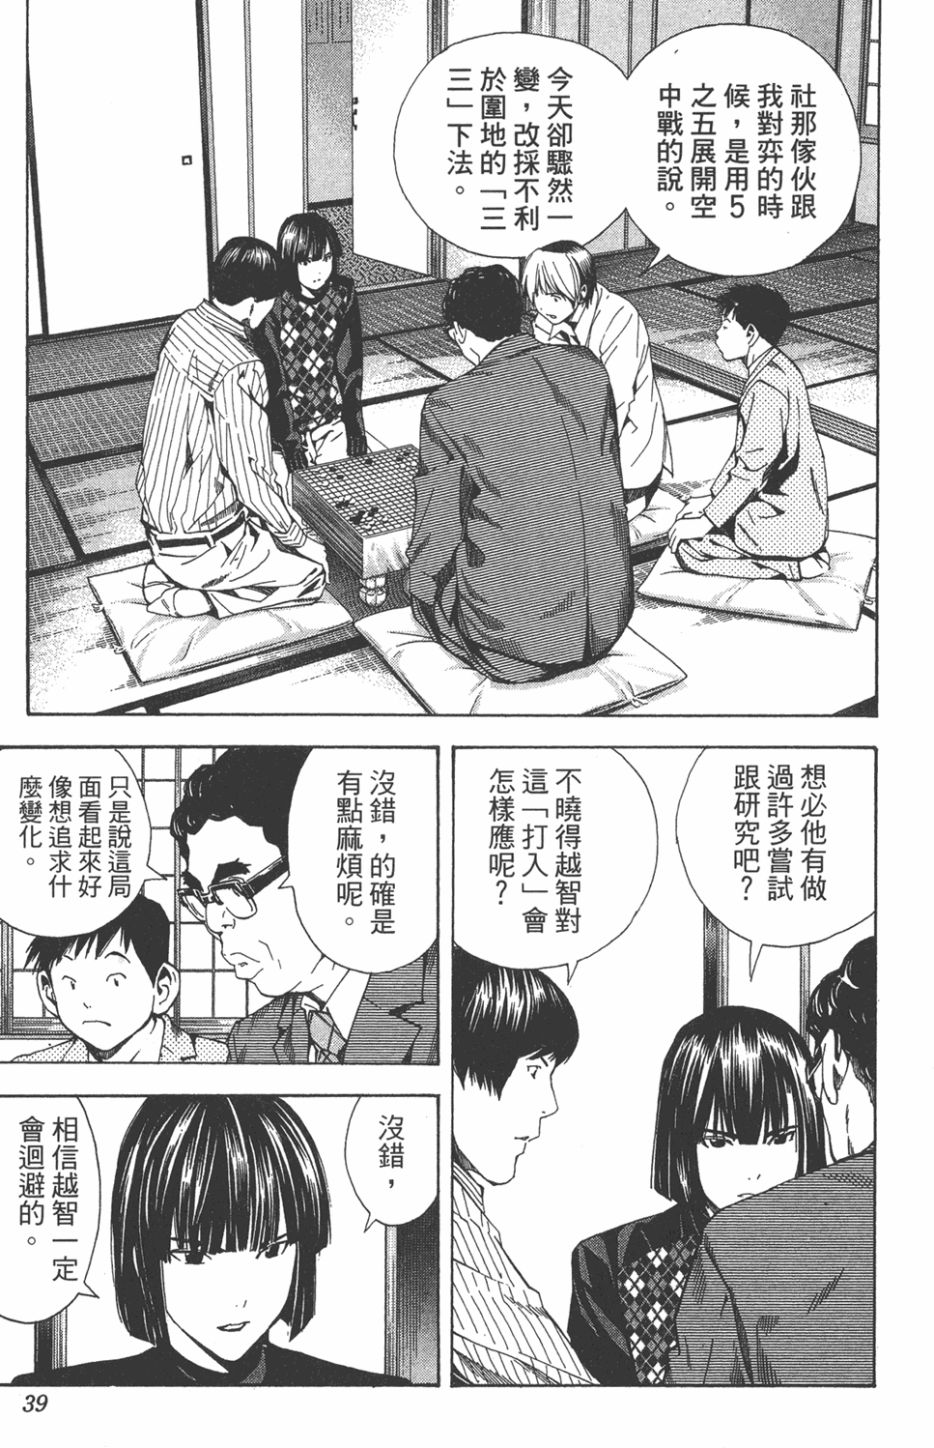 社那傢伙跟
我對弈的時
候，是用5
之五展開空
中戰的說。
今天卻驟然一
變，改採不利
於圍地的「三
三」下法。
想必他有做
過許多嘗試
跟研究吧？
不曉得越智對
這「打入」會
怎樣應呢？
沒錯，的確是
有點麻煩呢。
只是說這局
面看起來好
像想追求什
麼變化。
沒錯，
相信越智一定
會迴避的。
39